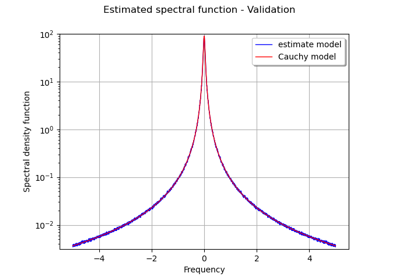 Estimated spectral function - Validation
10²
10¹
10⁰
10⁻¹
10⁻²
Spectral density function
estimate model
Cauchy model
−4
−2
0
2
4
Frequency